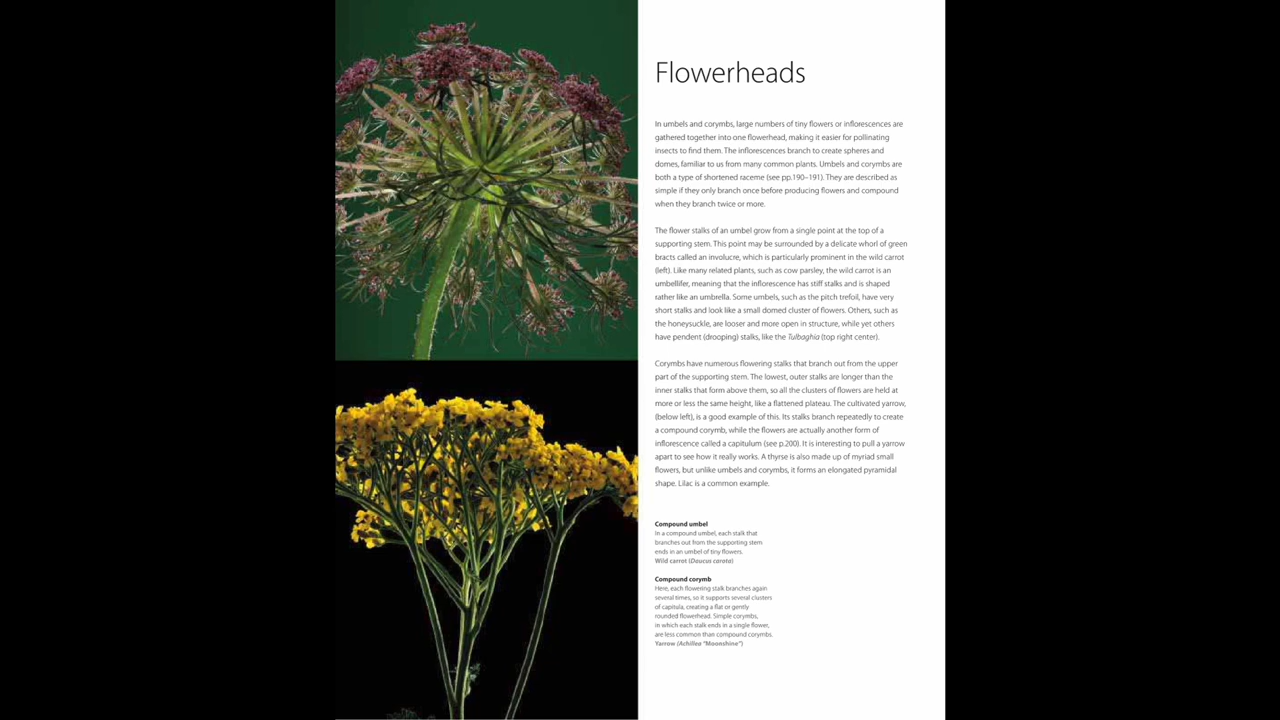 Flowerheads
In umbels and corymbs, large numbers of tiny flowers or inflorescences are
gathered together into one flowerhead, making it easier for pollinating
insects to find them. The inflorescences branch to create spheres and
domes, familiar to us from many common plants. Umbels and corymbs are
both a type of shortened raceme (see pp.190–191). They are described as
simple if they only branch once before producing flowers and compound
when they branch twice or more.
The flower stalks of an umbel grow from a single point at the top of a
supporting stem. This point may be surrounded by a delicate whorl of green
bracts called an involucre, which is particularly prominent in the wild carrot
(left). Like many related plants, such as cow parsley, the wild carrot is an
umbellifer, meaning that the inflorescence has stiff stalks and is shaped
rather like an umbrella. Some umbels, such as the pitch trefoil, have very
short stalks and look like a small domed cluster of flowers. Others, such as
the honeysuckle, are looser and more open in structure, while yet others
have pendent (drooping) stalks, like the Tulbaghia (top right center).
Corymbs have numerous flowering stalks that branch out from the upper
part of the supporting stem. The lowest, outer stalks are longer than the
inner stalks that form above them, so all the clusters of flowers are held at
more or less the same height, like a flattened plateau. The cultivated yarrow,
(below left), is a good example of this. Its stalks branch repeatedly to create
a compound corymb, while the flowers are actually another form of
inflorescence called a capitulum (see p.200). It is interesting to pull a yarrow
apart to see how it really works. A thyrse is also made up of myriad small
flowers, but unlike umbels and corymbs, it forms an elongated pyramidal
shape. Lilac is a common example.
Compound umbel
In a compound umbel, each stalk that
branches out from the supporting stem
ends in an umbel of tiny flowers.
Wild carrot (Daucus carota)
Compound corymb
Here, each flowering stalk branches again
several times, so it supports several clusters
of capitula, creating a flat or gently
rounded flowerhead. Simple corymbs,
in which each stalk ends in a single flower,
are less common than compound corymbs.
Yarrow (Achillea "Moonshine")